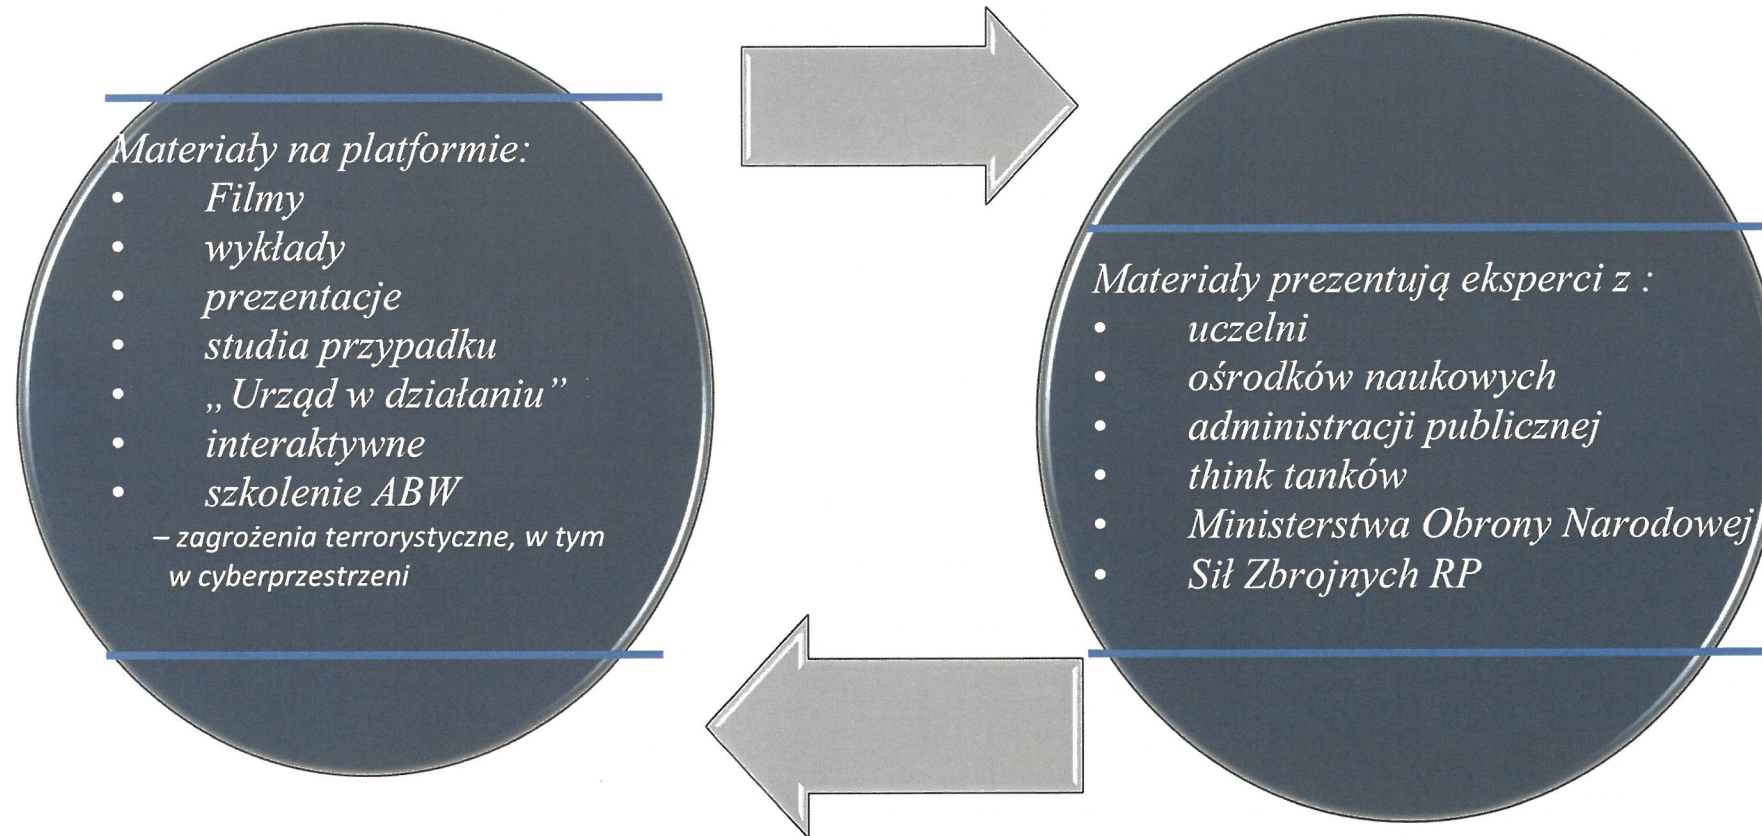 Materiały na platformie:
• Filmy
• wykłady
• prezentacje
• studia przypadku
• „Urząd w działaniu”
• interaktywne
• szkolenie ABW
– zagrożenia terrorystyczne, w tym
w cyberprzestrzeni
Materiały prezentują eksperci z :
• uczelni
• ośrodków naukowych
• administracji publicznej
• think tanków
• Ministerstwa Obrony Narodowej
• Sił Zbrojnych RP